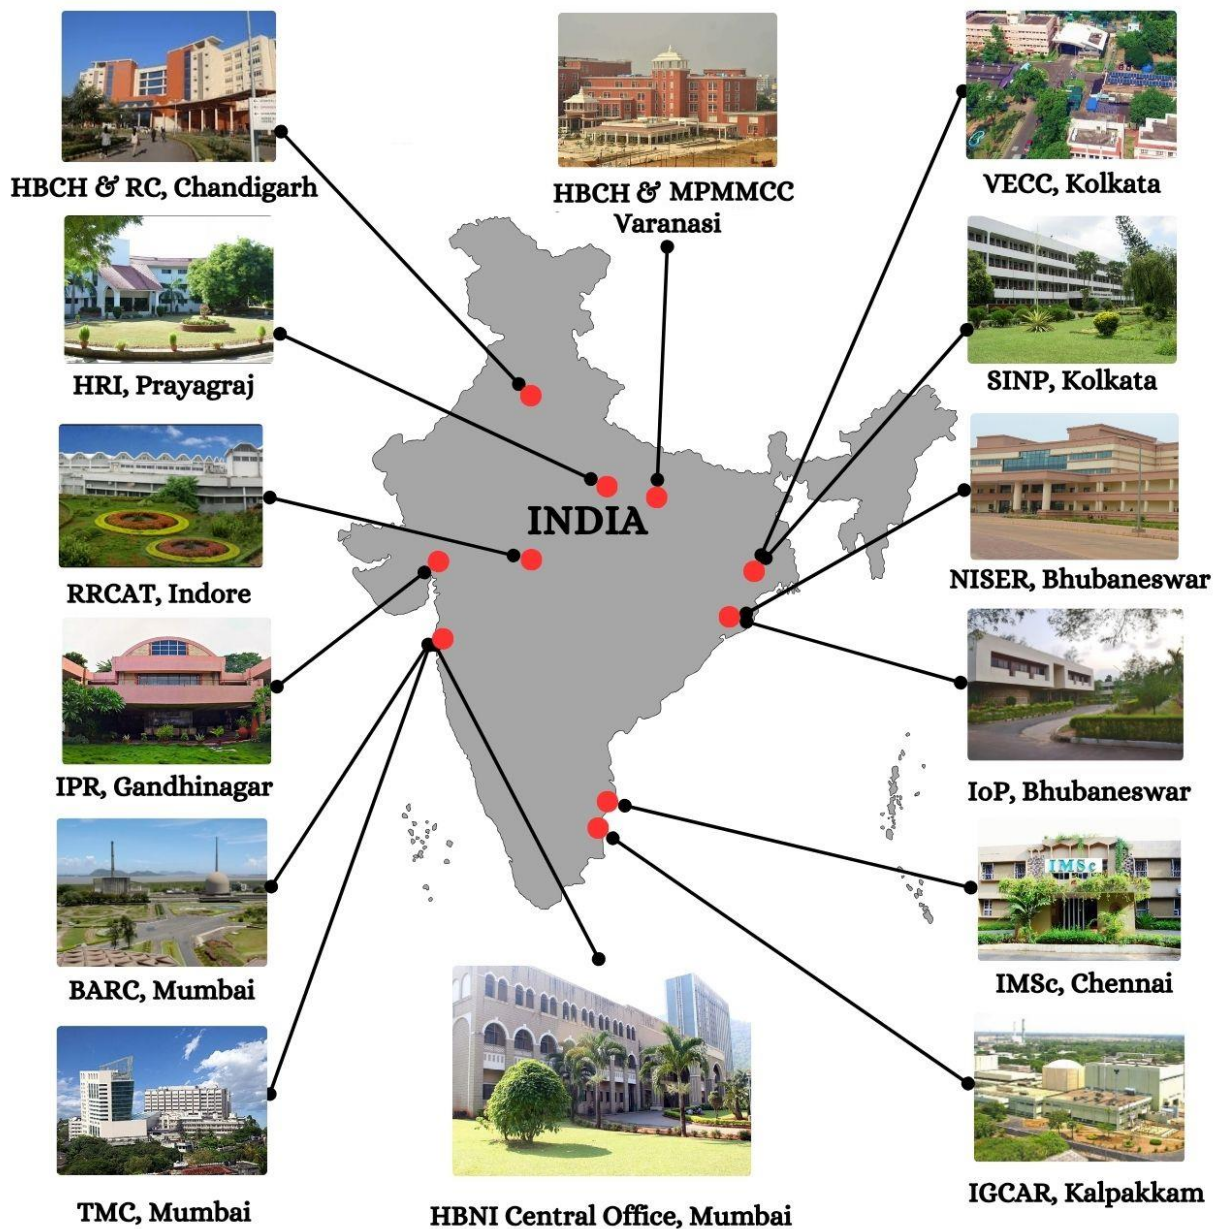 HBCH & RC, Chandigarh
HBCH & MPMMCC
Varanasi
VECC, Kolkata
HRI, Prayagraj
SINP, Kolkata
RRCAT, Indore
INDIA
NISER, Bhubaneswar
IPR, Gandhinagar
IoP, Bhubaneswar
BARC, Mumbai
IMSc
IMSc, Chennai
TMC, Mumbai
HBNI Central Office, Mumbai
IGCAR, Kalpakkam